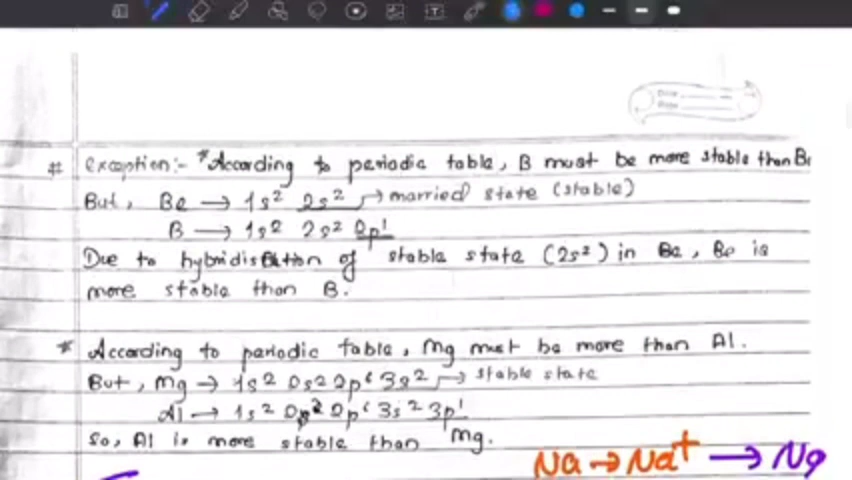 # Exception:- *According to periodic table, B must be more stable than Be
But, Be → 1s² 2s² → married state (stable)
B → 1s² 2s² 2p¹
Due to hybridisation of stable state (2s²) in Be, Be is
more stable than B.
* According to periodic table, Mg must be more than Al.
But, Mg → 1s² 2s² 2p⁶ 3s² → stable state
Al → 1s² 2p² 2p⁶ 3s² 3p¹
So, Al is more stable than Mg.
Na → Na⁺ →